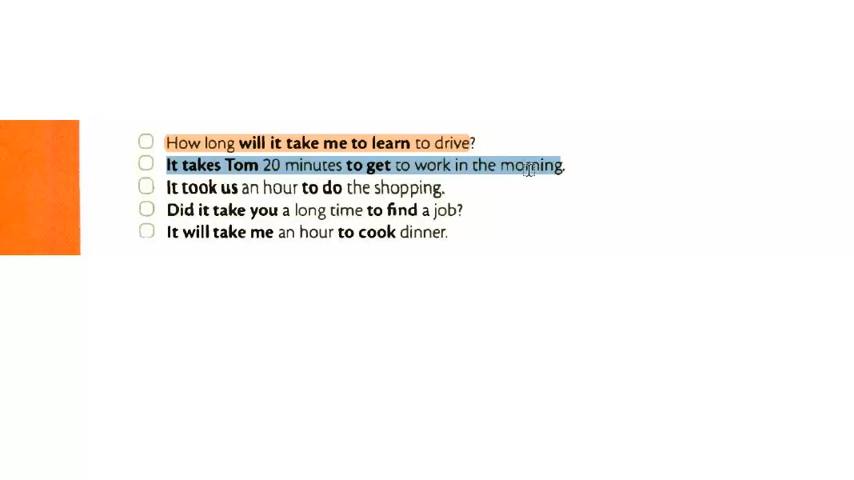 How long will it take me to learn to drive?
It takes Tom 20 minutes to get to work in the morning.
It took us an hour to do the shopping.
Did it take you a long time to find a job?
It will take me an hour to cook dinner.